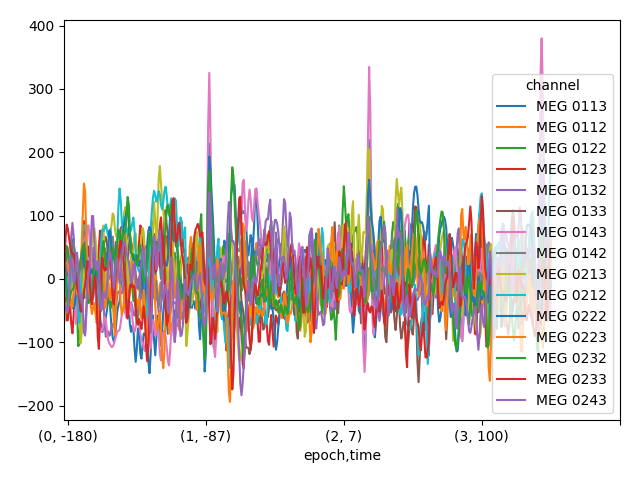 400
300
200
100
0
−100
−200
(0, -180)
(1, -87)
(2, 7)
(3, 100)
epoch,time
channel
MEG 0113
MEG 0112
MEG 0122
MEG 0123
MEG 0132
MEG 0133
MEG 0143
MEG 0142
MEG 0213
MEG 0212
MEG 0222
MEG 0223
MEG 0232
MEG 0233
MEG 0243